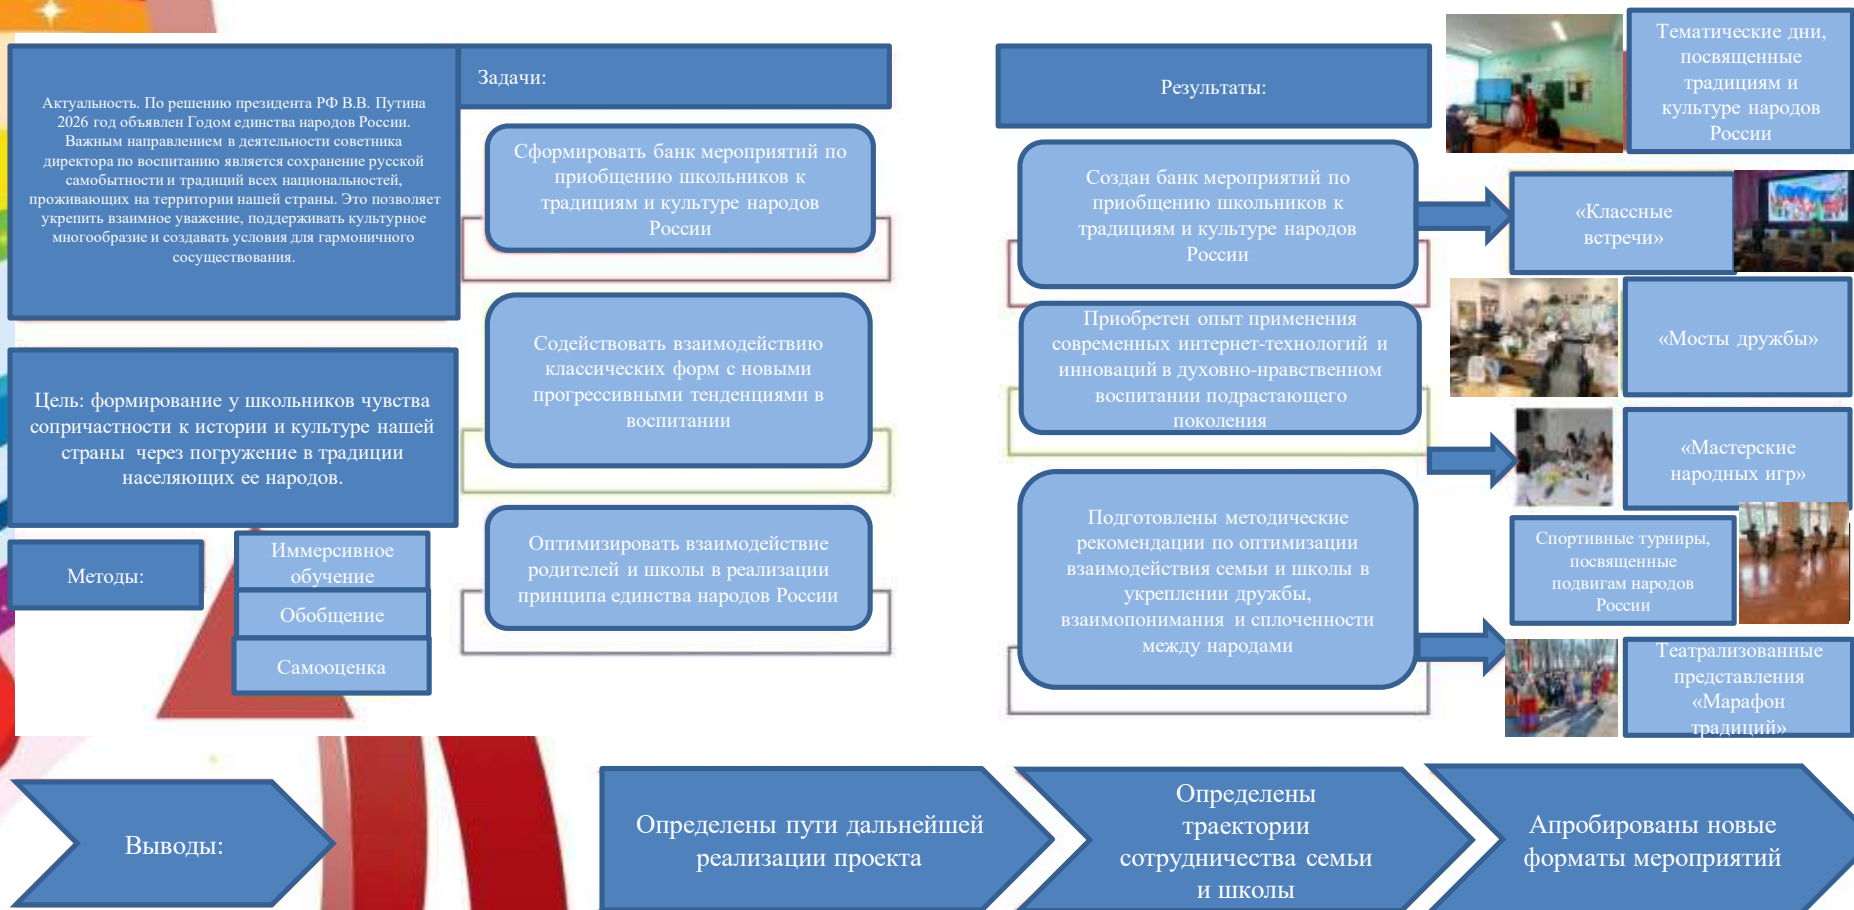 Актуальность. По решению президента РФ В.В. Путина
2026 год объявлен Годом единства народов России.
Важным направлением в деятельности советника
директора по воспитанию является сохранение русской
самобытности и традиций всех национальностей,
проживающих на территории нашей страны. Это позволяет
укрепить взаимное уважение, поддерживать культурное
многообразие и создавать условия для гармоничного
сосуществования.
Цель: формирование у школьников чувства
сопричастности к истории и культуре нашей
страны через погружение в традиции
населяющих ее народов.
Методы:
Иммерсивное
обучение
Обобщение
Самооценка
Задачи:
Сформировать банк мероприятий по
приобщению школьников к
традициям и культуре народов
России
Содействовать взаимодействию
классических форм с новыми
прогрессивными тенденциями в
воспитании
Оптимизировать взаимодействие
родителей и школы в реализации
принципа единства народов России
Результаты:
Создан банк мероприятий по
приобщению школьников к
традициям и культуре народов
России
Приобретен опыт применения
современных интернет-технологий и
инноваций в духовно-нравственном
воспитании подрастающего
поколения
Подготовлены методические
рекомендации по оптимизации
взаимодействия семьи и школы в
укреплении дружбы,
взаимопонимания и сплоченности
между народами
Тематические дни,
посвященные
традициям и
культуре народов
России
«Классные
встречи»
«Мосты дружбы»
«Мастерские
народных игр»
Спортивные турниры,
посвященные
подвигам народов
России
Театрализованные
представления
«Марафон
традиций»
Выводы:
Определены пути дальнейшей
реализации проекта
Определены
траектории
сотрудничества семьи
и школы
Апробированы новые
форматы мероприятий